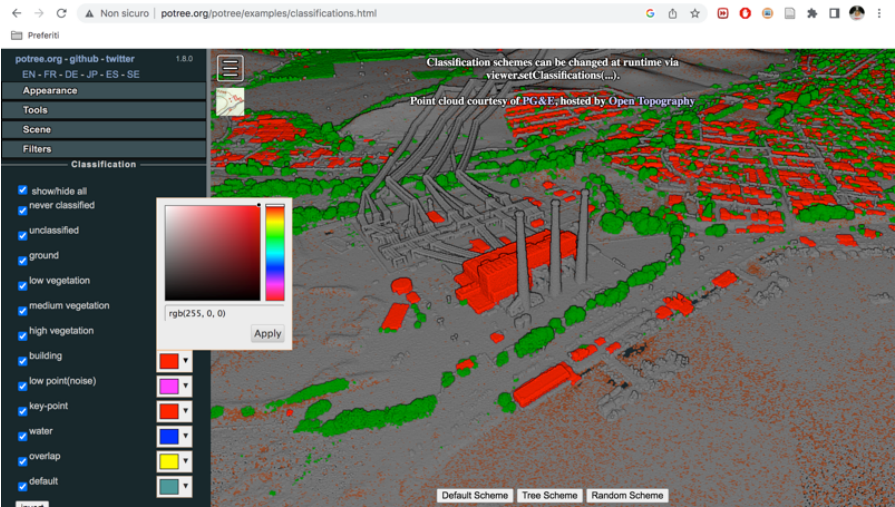 Non sicuro | potree.org/potree/examples/classifications.html
Preferiti
potree.org - github - twitter 1.8.0
EN - FR - DE - JP - ES - SE
Appearance
Tools
Scene
Filters
Classification
show/hide all
never classified
unclassified
ground
low vegetation
medium vegetation
high vegetation
building
low point(noise)
key-point
water
overlap
default
invert
rgb(255, 0, 0)
Apply
Classification schemes can be changed at runtime via
viewer.setClassifications(...).
Point cloud courtesy of PG&E, hosted by Open Topography
Default Scheme Tree Scheme Random Scheme